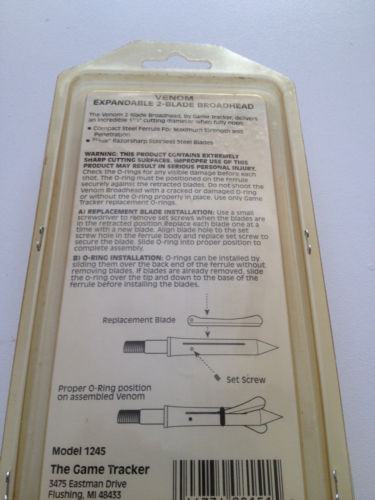 VENOM
EXPANDABLE 2-BLADE BROADHEAD
The Venom 2-Blade Broadhead, by Game Tracker, delivers
an incredible cutting diameter when fully open.
• Compact Steel Ferrule For Maximum Strength and
Penetration
• Razorsharp Stainless Steel Blades
WARNING: THIS PRODUCT CONTAINS EXTREMELY
SHARP CUTTING SURFACES. IMPROPER USE OF THIS
PRODUCT MAY RESULT IN SERIOUS PERSONAL INJURY.
Check the O-rings for any visible damage before each
shot. The O-ring must be positioned on the ferrule
securely against the retracted blades. Do not shoot the
Venom Broadhead with a cracked or damaged O-ring
or without the O-ring properly in place. Use only Game
Tracker replacement O-rings.
A) REPLACEMENT BLADE INSTALLATION: Use a small
screwdriver to remove set screws when the blades are
in the retracted position. Replace each blade one at a
time with a new blade. Align blade hole to the set
screw hole in the ferrule body and replace set screw to
secure the blade. Slide O-ring into proper position to
complete assembly.
B) O-RING INSTALLATION: O-rings can be installed by
sliding them over the back end of the ferrule without
removing blades. If blades are already removed, slide
the o-ring over the tip and down to the base of the
ferrule before installing the blades.
Replacement Blade
Set Screw
Proper O-Ring position
on assembled Venom
Model 1245
The Game Tracker
3475 Eastman Drive
Flushing, MI 48433